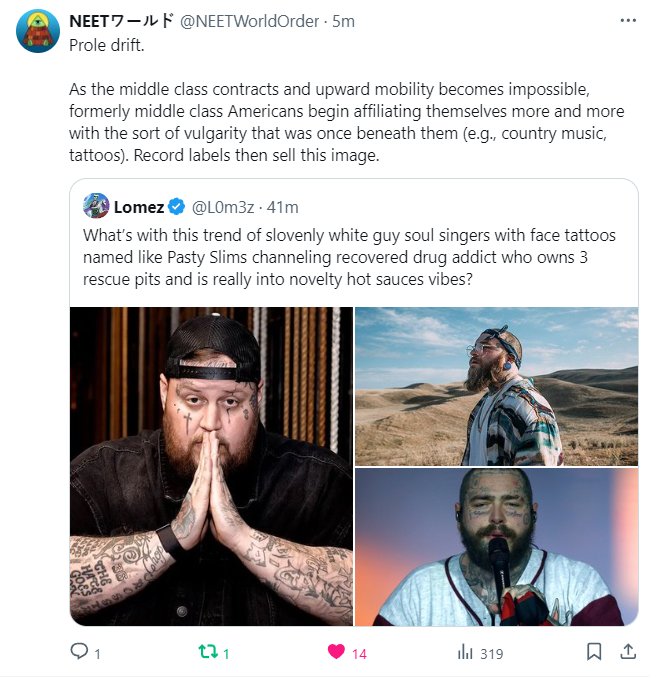 NEETワールド @NEETWorldOrder · 5m
Prole drift.
As the middle class contracts and upward mobility becomes impossible,
formerly middle class Americans begin affiliating themselves more and more
with the sort of vulgarity that was once beneath them (e.g., country music,
tattoos). Record labels then sell this image.
Lomez @L0m3z · 41m
What's with this trend of slovenly white guy soul singers with face tattoos
named like Pasty Slims channeling recovered drug addict who owns 3
rescue pits and is really into novelty hot sauces vibes?
1 1 14 319